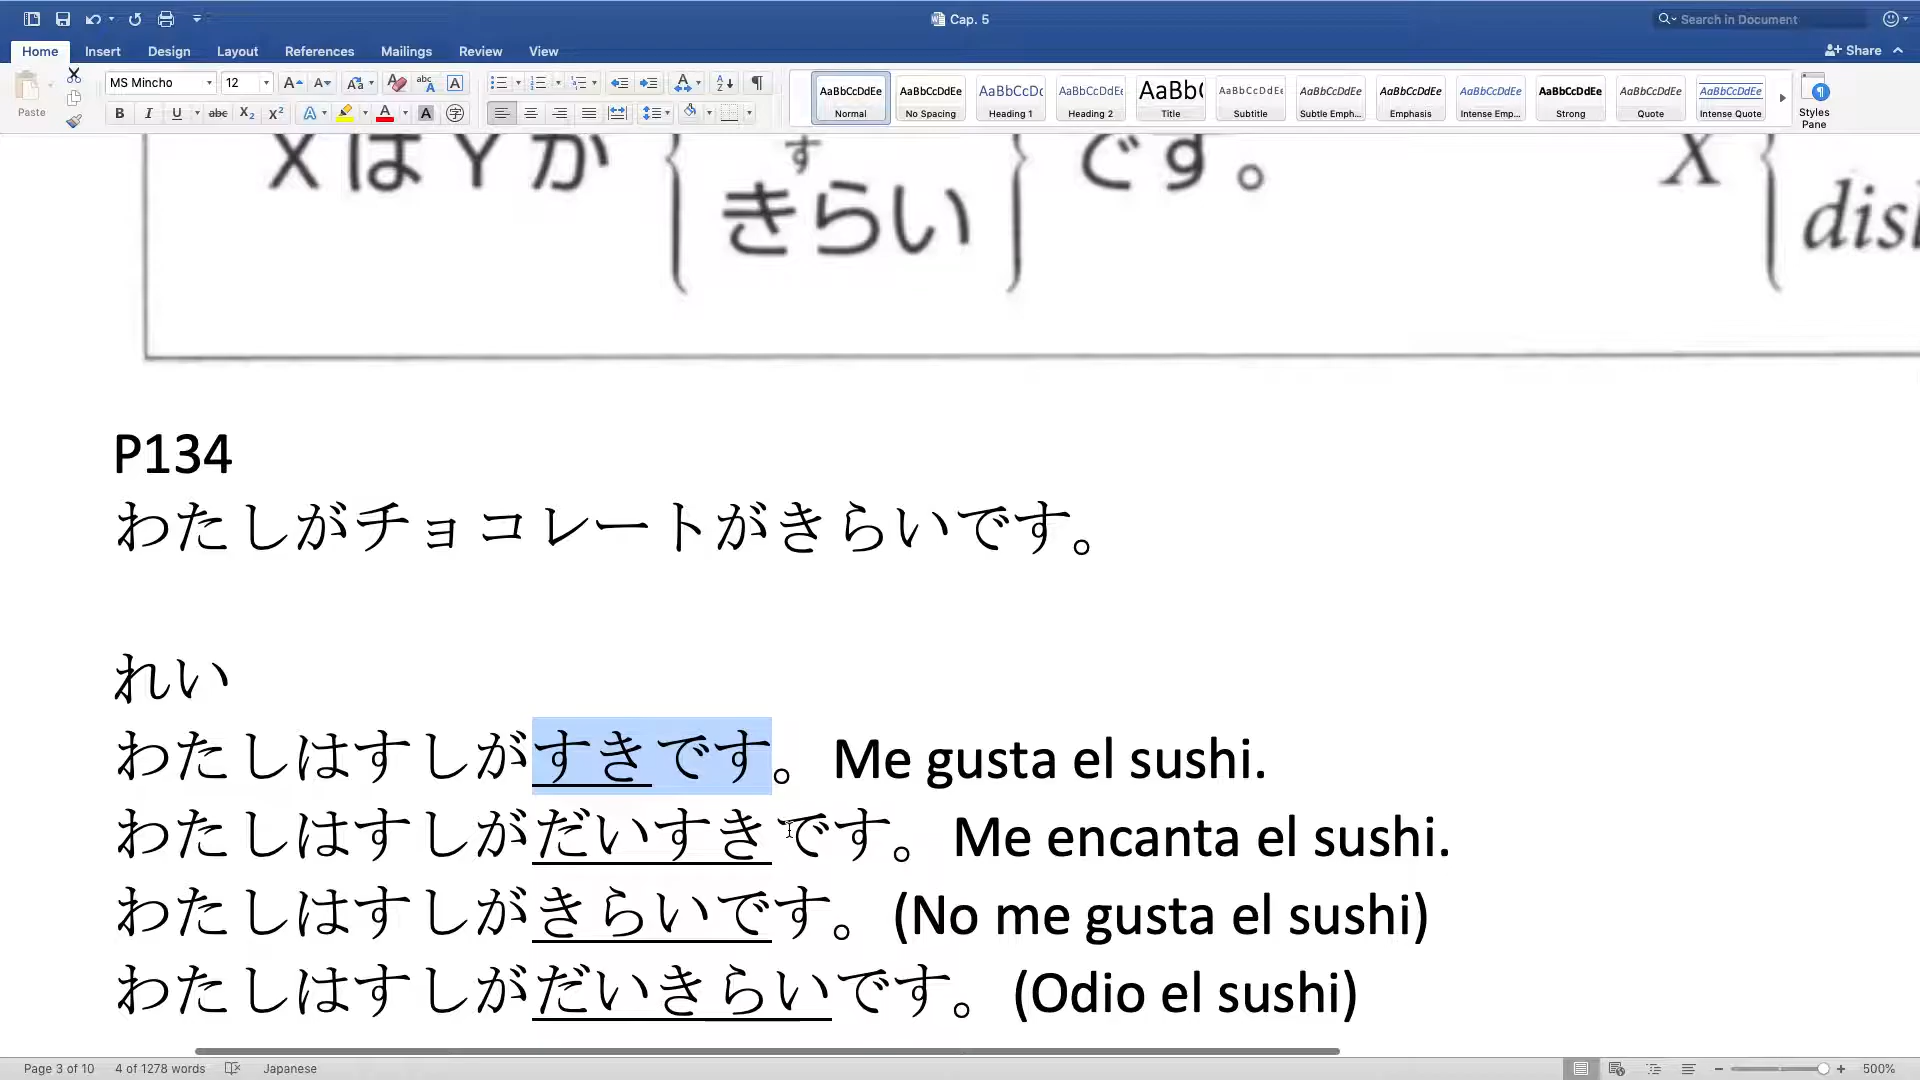 Cap. 5
Search in Document
Home Insert Design Layout References Mailings Review View
Share
Paste
MS Mincho 12
AaBbCcDdEe AaBbCcDdEe AaBbCcDc AaBbCcDdEe AaBb( AaBbCcDdEe AaBbCcDdEe AaBbCcDdEe AaBbCcDdEe AaBbCcDdEe AaBbCcDdEe AaBbCcDdEe
Normal No Spacing Heading 1 Heading 2 Title Subtitle Subtle Emph... Emphasis Intense Emp... Strong Quote Intense Quote
Styles Pane
す
XはYが きらい です。 X
P134
わたしがチョコレートがきらいです。
れい
わたしはすしがすきです。Me gusta el sushi.
わたしはすしがだいすきです。Me encanta el sushi.
わたしはすしがきらいです。(No me gusta el sushi)
わたしはすしがだいきらいです。(Odio el sushi)
Page 3 of 10 4 of 1278 words Japanese 500%